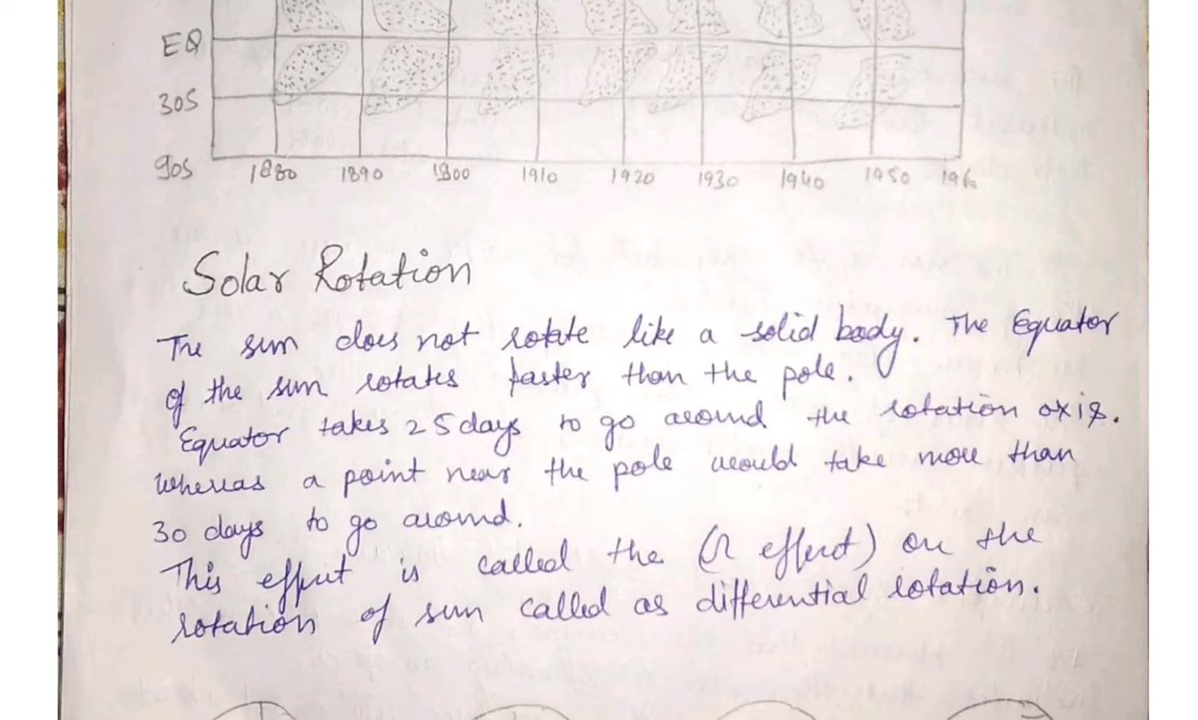 EQ
30S
90S
1880 1890 1900 1910 1920 1930 1940 1950 196
Solar Rotation
The sun does not rotate like a solid body. The Equator
of the sun rotates faster than the pole.
Equator takes 25 days to go around the rotation axis.
Whereas a point near the pole would take more than
30 days to go around.
This effect is called the (Ω effect) on the
rotation of sun called as differential rotation.